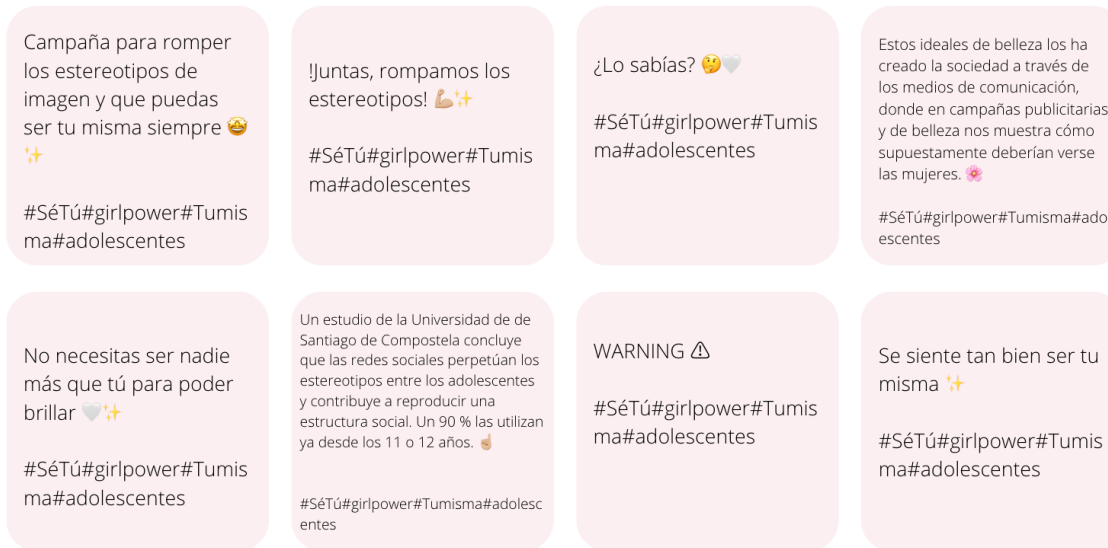 Campaña para romper
los estereotipos de
imagen y que puedas
ser tu misma siempre 🤩
✨
#SéTú#girlpower#Tumis
ma#adolescentes
!Juntas, rompamos los
estereotipos! 💪🏼✨
#SéTú#girlpower#Tumis
ma#adolescentes
¿Lo sabías? 🤔🤍
#SéTú#girlpower#Tumis
ma#adolescentes
Estos ideales de belleza los ha
creado la sociedad a través de
los medios de comunicación,
donde en campañas publicitarias
y de belleza nos muestra cómo
supuestamente deberían verse
las mujeres. 🌸
#SéTú#girlpower#Tumisma#ado
escentes
No necesitas ser nadie
más que tú para poder
brillar 🤍✨
#SéTú#girlpower#Tumis
ma#adolescentes
Un estudio de la Universidad de de
Santiago de Compostela concluye
que las redes sociales perpetúan los
estereotipos entre los adolescentes
y contribuye a reproducir una
estructura social. Un 90 % las utilizan
ya desde los 11 o 12 años. ☝🏼
#SéTú#girlpower#Tumisma#adolesc
entes
WARNING ⚠
#SéTú#girlpower#Tumis
ma#adolescentes
Se siente tan bien ser tu
misma ✨
#SéTú#girlpower#Tumis
ma#adolescentes